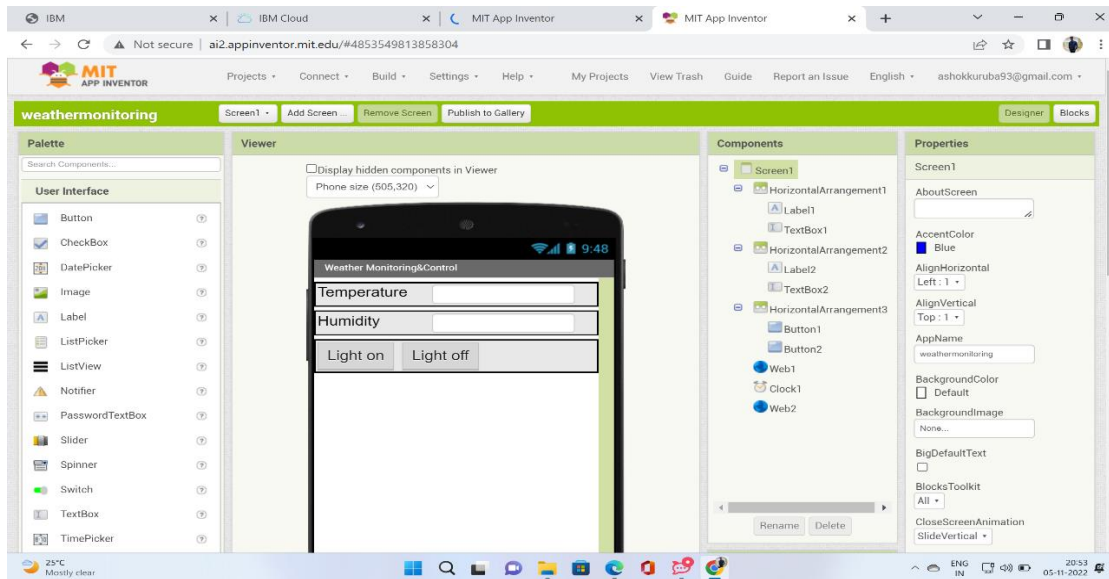 IBM
IBM Cloud
MIT App Inventor
MIT App Inventor
Not secure | ai2.appinventor.mit.edu/#4853549813858304
MIT
APP INVENTOR
Projects Connect Build Settings Help My Projects View Trash Guide Report an Issue English ashokkuruba93@gmail.com
weathermonitoring
Screen1 Add Screen ... Remove Screen Publish to Gallery Designer Blocks
Palette
Search Components...
User Interface
Button
CheckBox
DatePicker
Image
Label
ListPicker
ListView
Notifier
PasswordTextBox
Slider
Spinner
Switch
TextBox
TimePicker
Viewer
Display hidden components in Viewer
Phone size (505,320)
9:48
Weather Monitoring&Control
Temperature
Humidity
Light on Light off
Components
Screen1
HorizontalArrangement1
Label1
TextBox1
HorizontalArrangement2
Label2
TextBox2
HorizontalArrangement3
Button1
Button2
Web1
Clock1
Web2
Rename Delete
Properties
Screen1
AboutScreen
AccentColor
Blue
AlignHorizontal
Left : 1
AlignVertical
Top : 1
AppName
weathermonitoring
BackgroundColor
Default
BackgroundImage
None...
BigDefaultText
BlocksToolkit
All
CloseScreenAnimation
SlideVertical
25°C
Mostly clear
ENG
IN
20:53
05-11-2022